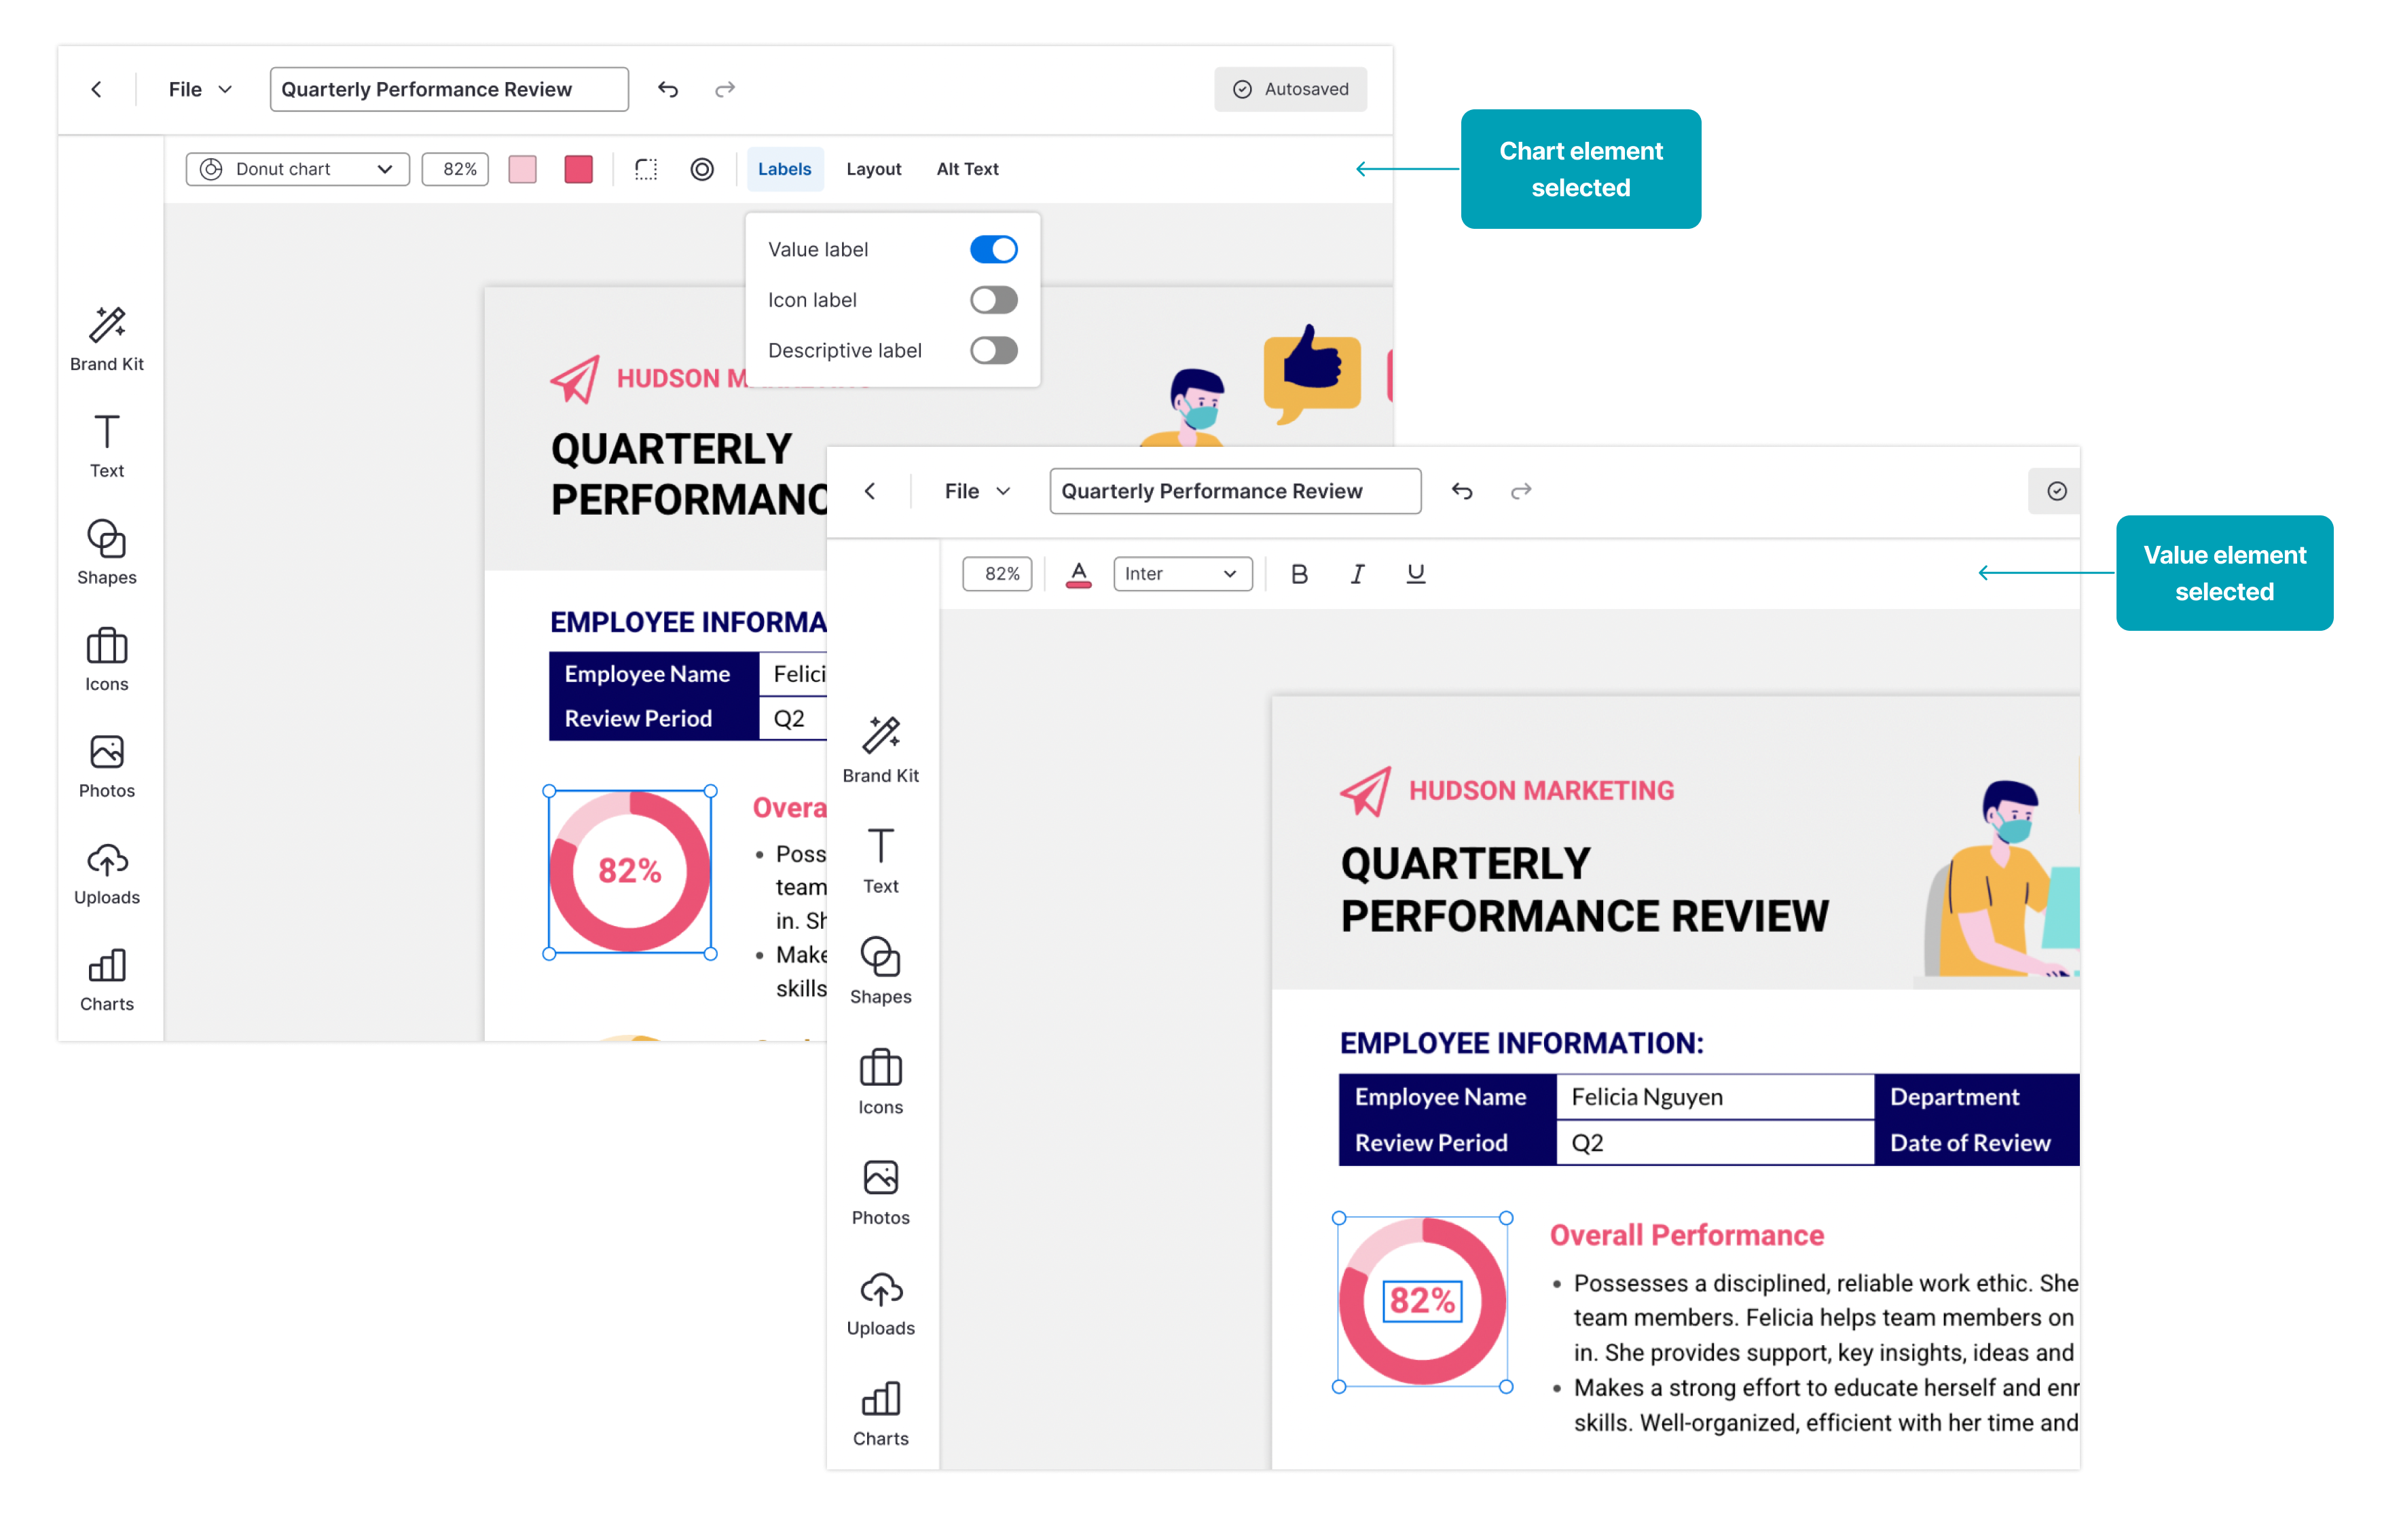 File
Quarterly Performance Review
Autosaved
Donut chart
82%
Labels
Layout
Alt Text
Chart element
selected
Value label
Icon label
Descriptive label
Brand Kit
Text
Shapes
Icons
Photos
Uploads
Charts
HUDSON M
QUARTERLY
PERFORMANC
EMPLOYEE INFORMA
Employee Name
Felici
Review Period
Q2
82%
Overa
Poss
team
in. Sh
Make
skills
File
Quarterly Performance Review
Value element
selected
82%
A
Inter
B
I
U
Brand Kit
Text
Shapes
Icons
Photos
Uploads
Charts
HUDSON MARKETING
QUARTERLY
PERFORMANCE REVIEW
EMPLOYEE INFORMATION:
Employee Name
Felicia Nguyen
Department
Review Period
Q2
Date of Review
82%
Overall Performance
Possesses a disciplined, reliable work ethic. She
team members. Felicia helps team members on
in. She provides support, key insights, ideas and
Makes a strong effort to educate herself and enr
skills. Well-organized, efficient with her time and